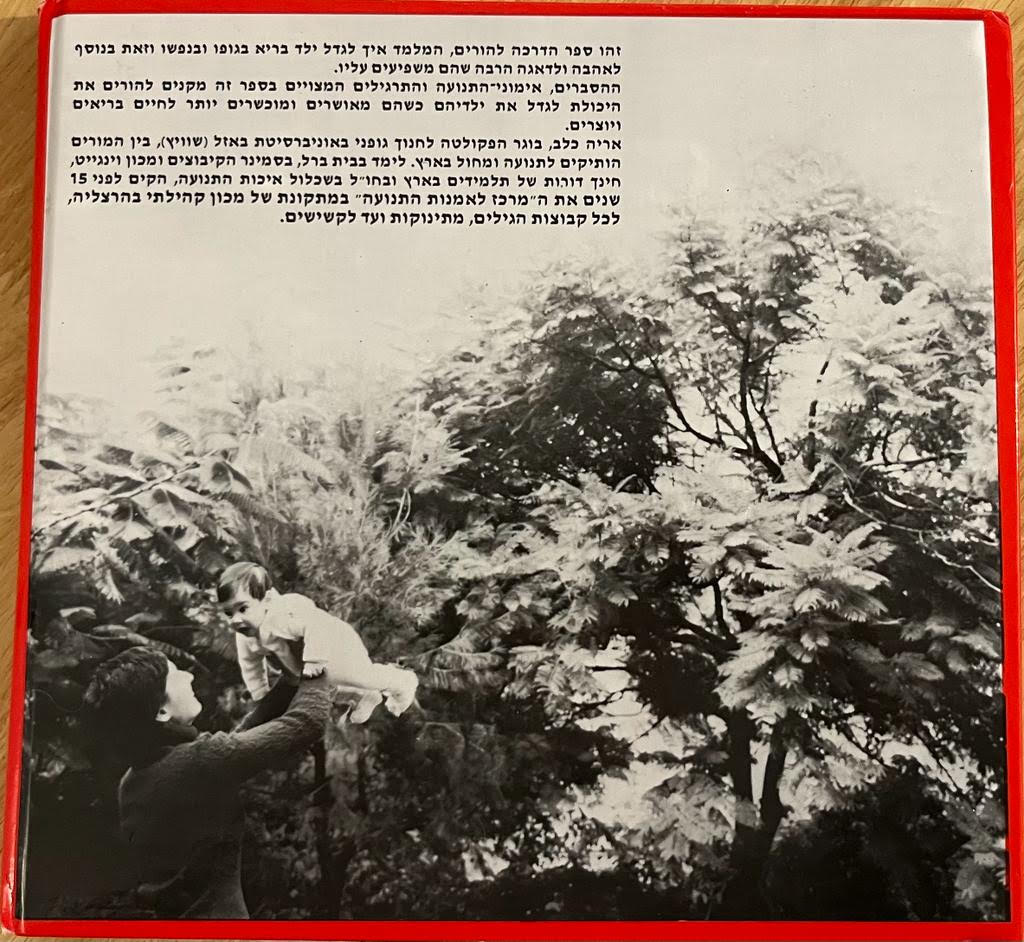 זהו ספר הדרכה להורים, המלמד איך לגדל ילד בריא בגופו ובנפשו וזאת בנוסף
לאהבה ולדאגה הרבה שהם משפיעים עליו.
ההסברים, אימוני־התנועה והתרגילים המצויים בספר זה מקנים להורים את
היכולת לגדל את ילדיהם כשהם מאושרים ומוכשרים יותר לחיים בריאים
ויוצרים.
אריה כלב, בוגר הפקולטה לחנוך גופני באוניברסיטת באזל (שוויץ), בין המורים
הותיקים לתנועה ומחול בארץ. לימד בבית ברל, בסמינר הקיבוצים ומכון וינגייט,
חינך דורות של תלמידים בארץ ובחו״ל בשכלול איכות התנועה, הקים לפני 15
שנים את ה״מרכז לאמנות התנועה״ במתקונת של מכון קהילתי בהרצליה,
לכל קבוצות הגילים, מתינוקות ועד לקשישים.